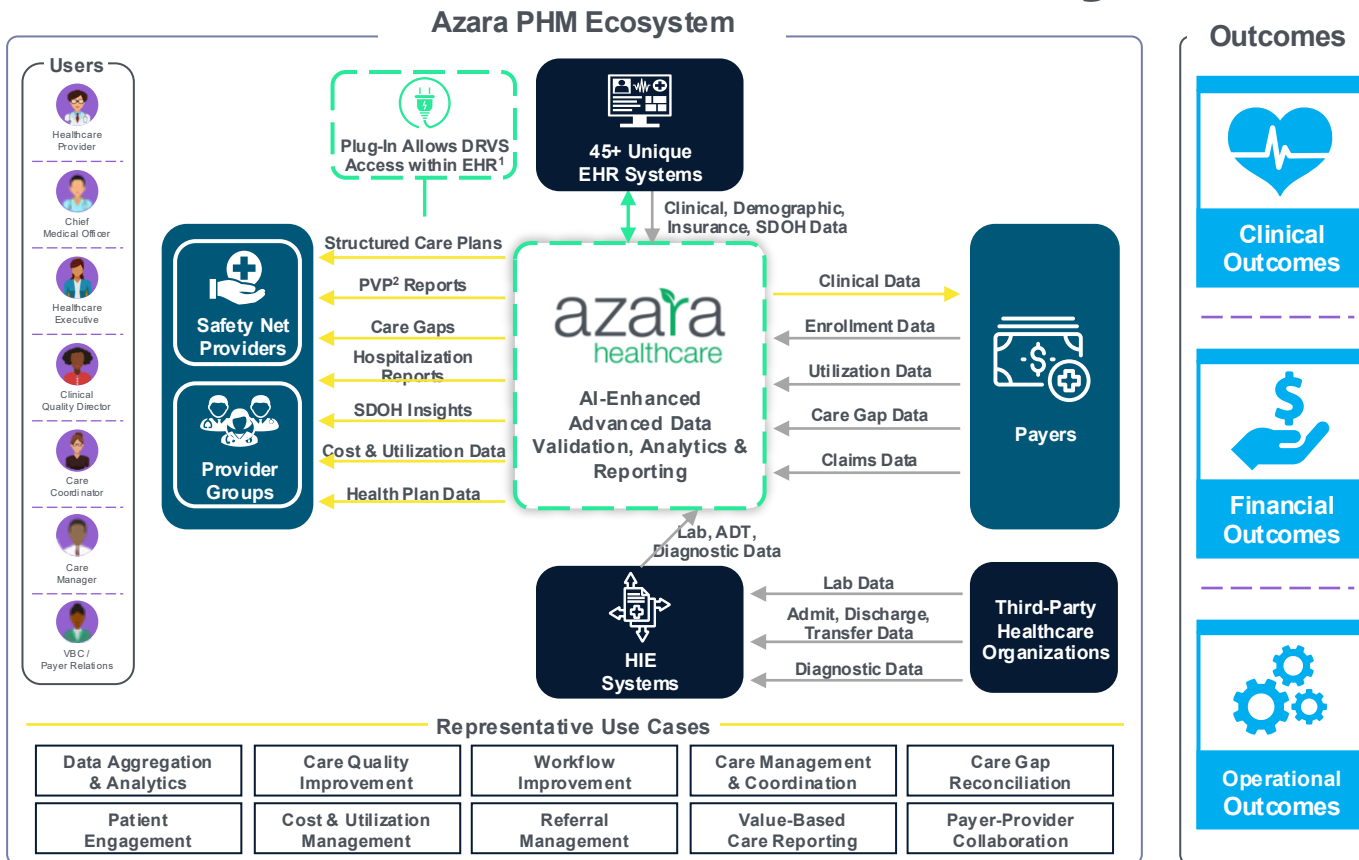 Azara PHM Ecosystem
Outcomes
Users
Healthcare
Provider
Chief
Medical Officer
Healthcare
Executive
Clinical
Quality Director
Care
Coordinator
Care
Manager
VBC /
Payer Relations
Plug-In Allows DRVS
Access within EHR¹
45+ Unique
EHR Systems
Clinical, Demographic,
Insurance, SDOH Data
Safety Net
Providers
Provider
Groups
Structured Care Plans
PVP² Reports
Care Gaps
Hospitalization
Reports
SDOH Insights
Cost & Utilization Data
Health Plan Data
azara
healthcare
AI-Enhanced
Advanced Data
Validation, Analytics &
Reporting
Clinical Data
Enrollment Data
Utilization Data
Care Gap Data
Claims Data
$
Payers
Lab, ADT,
Diagnostic Data
HIE
Systems
Lab Data
Admit, Discharge,
Transfer Data
Diagnostic Data
Third-Party
Healthcare
Organizations
Clinical
Outcomes
$
Financial
Outcomes
Operational
Outcomes
Representative Use Cases
Data Aggregation
& Analytics
Care Quality
Improvement
Workflow
Improvement
Care Management
& Coordination
Care Gap
Reconciliation
Patient
Engagement
Cost & Utilization
Management
Referral
Management
Value-Based
Care Reporting
Payer-Provider
Collaboration